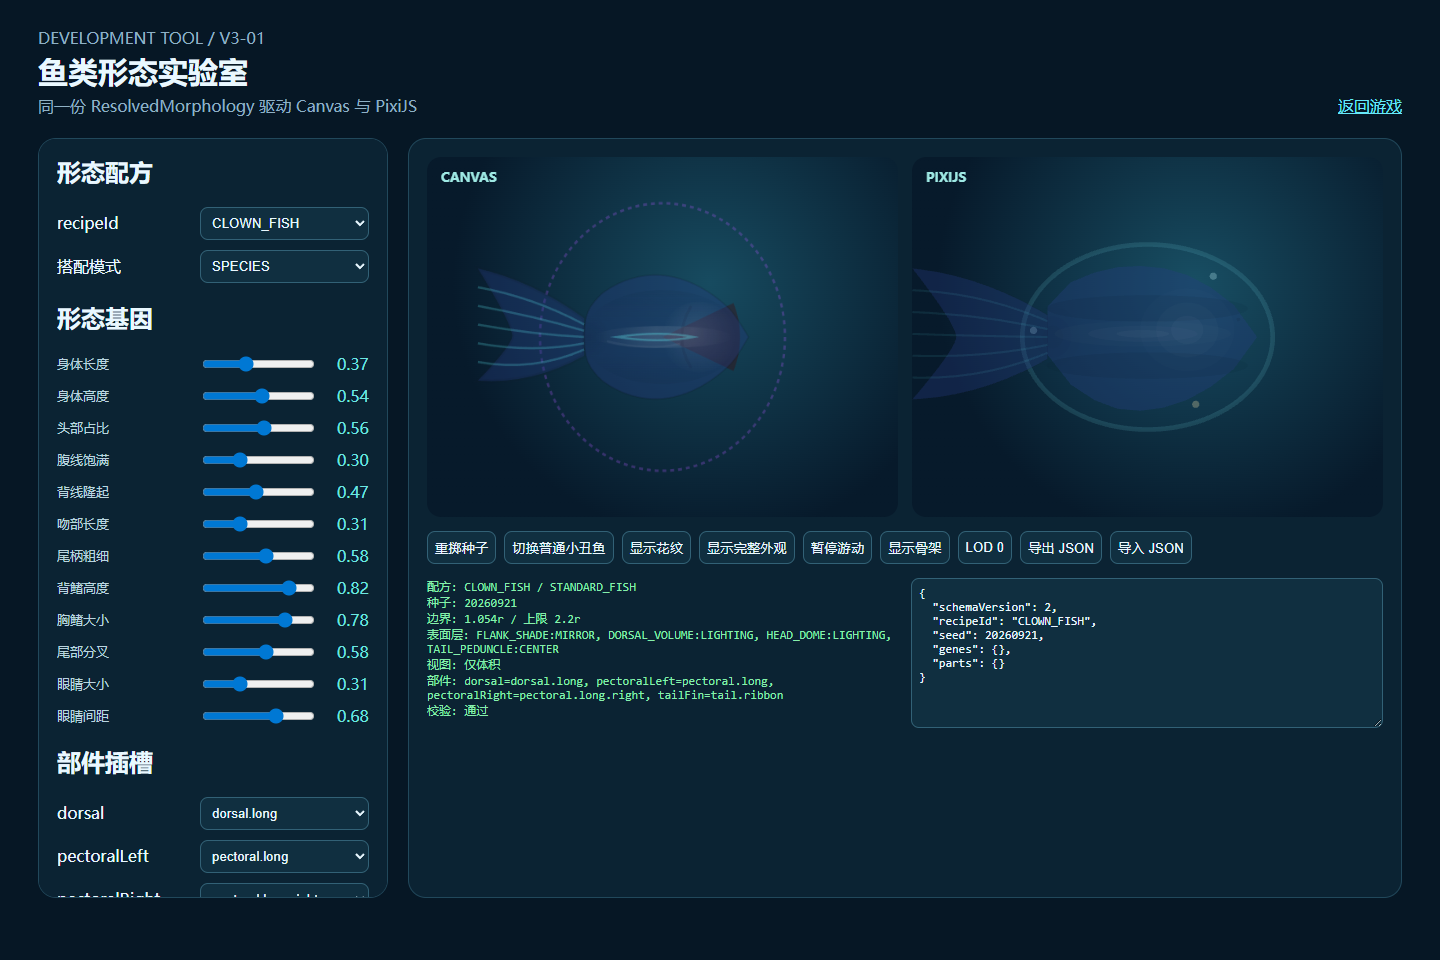 DEVELOPMENT TOOL / V3-01
鱼类形态实验室
同一份 ResolvedMorphology 驱动 Canvas 与 PixiJS
返回游戏
形态配方
recipeId
CLOWN_FISH
搭配模式
SPECIES
形态基因
身体长度 0.37
身体高度 0.54
头部占比 0.56
腹线饱满 0.30
背线隆起 0.47
吻部长度 0.31
尾柄粗细 0.58
背鳍高度 0.82
胸鳍大小 0.78
尾部分叉 0.58
眼睛大小 0.31
眼睛间距 0.68
部件插槽
dorsal
dorsal.long
pectoralLeft
pectoral.long
CANVAS
PIXIJS
重掷种子
切换普通小丑鱼
显示花纹
显示完整外观
暂停游动
显示骨架
LOD 0
导出 JSON
导入 JSON
配方: CLOWN_FISH / STANDARD_FISH
种子: 20260921
边界: 1.054r / 上限 2.2r
表面层: FLANK_SHADE:MIRROR, DORSAL_VOLUME:LIGHTING, HEAD_DOME:LIGHTING,
TAIL_PEDUNCLE:CENTER
视图: 仅体积
部件: dorsal=dorsal.long, pectoralLeft=pectoral.long,
pectoralRight=pectoral.long.right, tailFin=tail.ribbon
校验: 通过
{
"schemaVersion": 2,
"recipeId": "CLOWN_FISH",
"seed": 20260921,
"genes": {},
"parts": {}
}